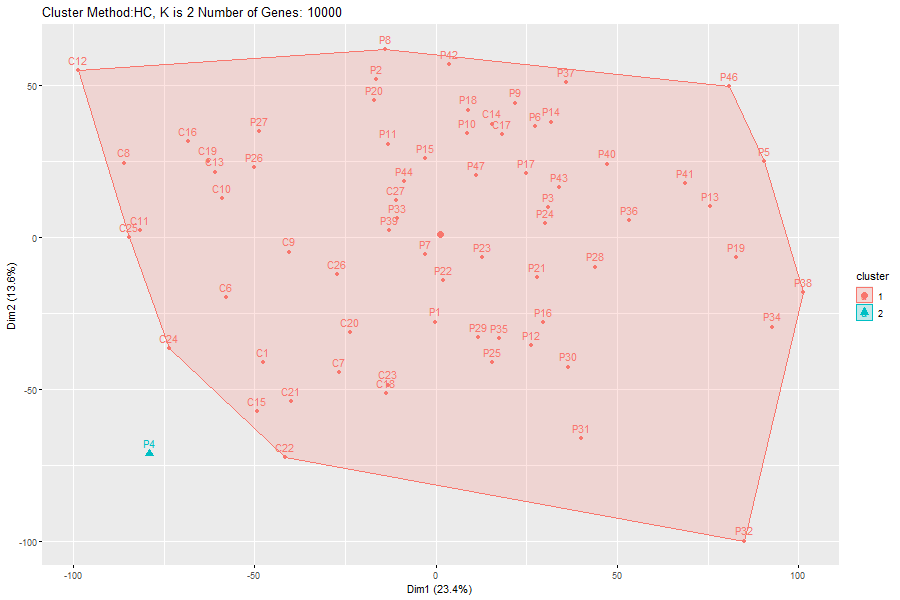 Cluster Method:HC, K is 2 Number of Genes: 10000
P8
P42
C12
P37
P46
P2
P20
P9
P18
C14
P6
P14
P10
C17
P27
C16
P11
C19
C8
C13
P26
P15
P5
P40
P47
P17
P44
P43
P41
C10
C27
P3
P13
P33
P24
P36
P39
C11
C25
C9
P7
P23
P19
C26
P22
P21
P28
P38
C6
P1
P16
P34
C20
P29
P35
P12
C24
C1
C7
P25
P30
C23
C18
C21
C15
P31
C22
P4
P32
50
0
-50
-100
-100
-50
0
50
100
Dim1 (23.4%)
Dim2 (13.6%)
cluster
1
2